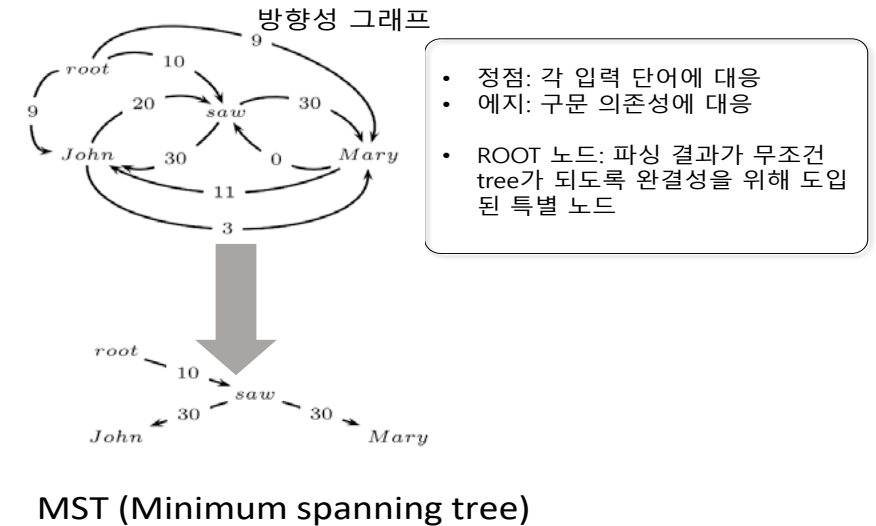 방향성 그래프
9
root
10
9
20
saw
30
John
30
0
Mary
11
3
• 정점: 각 입력 단어에 대응
• 에지: 구문 의존성에 대응
• ROOT 노드: 파싱 결과가 무조건
tree가 되도록 완결성을 위해 도입
된 특별 노드
root
10
saw
30
30
John
Mary
MST (Minimum spanning tree)